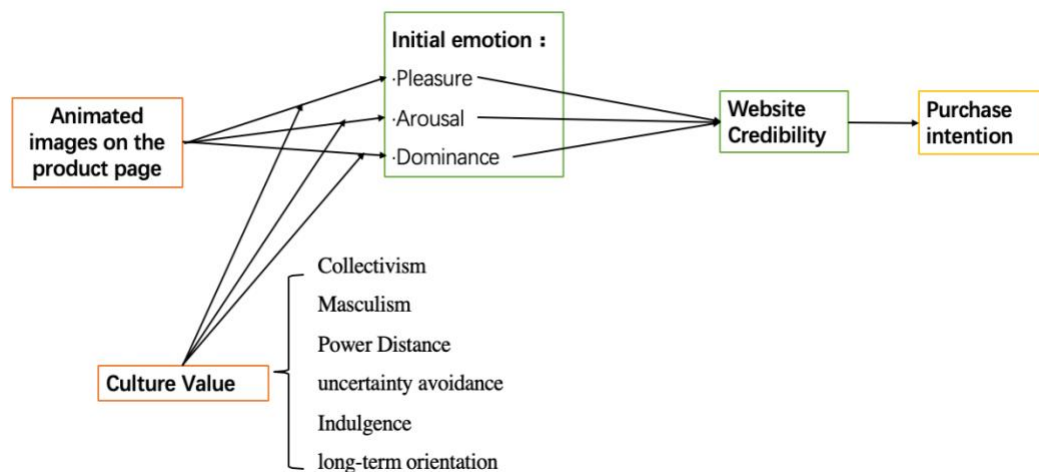 Initial emotion：
·Pleasure
·Arousal
·Dominance
Animated
images on the
product page
Website
Credibility
Purchase
intention
Culture Value
Collectivism
Masculism
Power Distance
uncertainty avoidance
Indulgence
long-term orientation